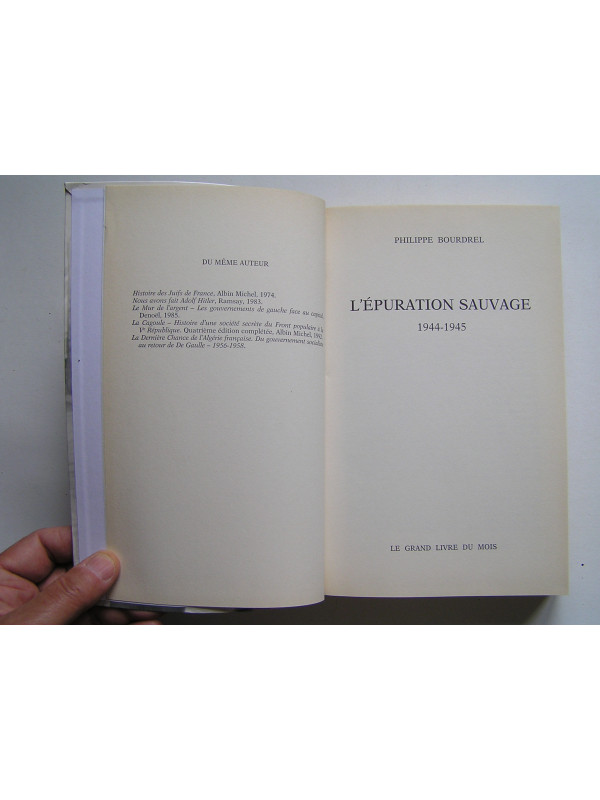 DU MÊME AUTEUR
Histoire des Juifs de France, Albin Michel, 1974.
Nous avons fait Adolf Hitler, Ramsay, 1983.
Le Mur de l'argent – Les gouvernements de gauche face au
Denoël, 1985.
La Cagoule – Histoire d'une société secrète du Front populaire à la
Vᵉ République. Quatrième édition complétée, Albin Michel,
La Dernière Chance de l'Algérie française. Du gouvernement socialiste
au retour de De Gaulle – 1956-1958.
PHILIPPE BOURDREL
L'ÉPURATION SAUVAGE
1944-1945
LE GRAND LIVRE DU MOIS